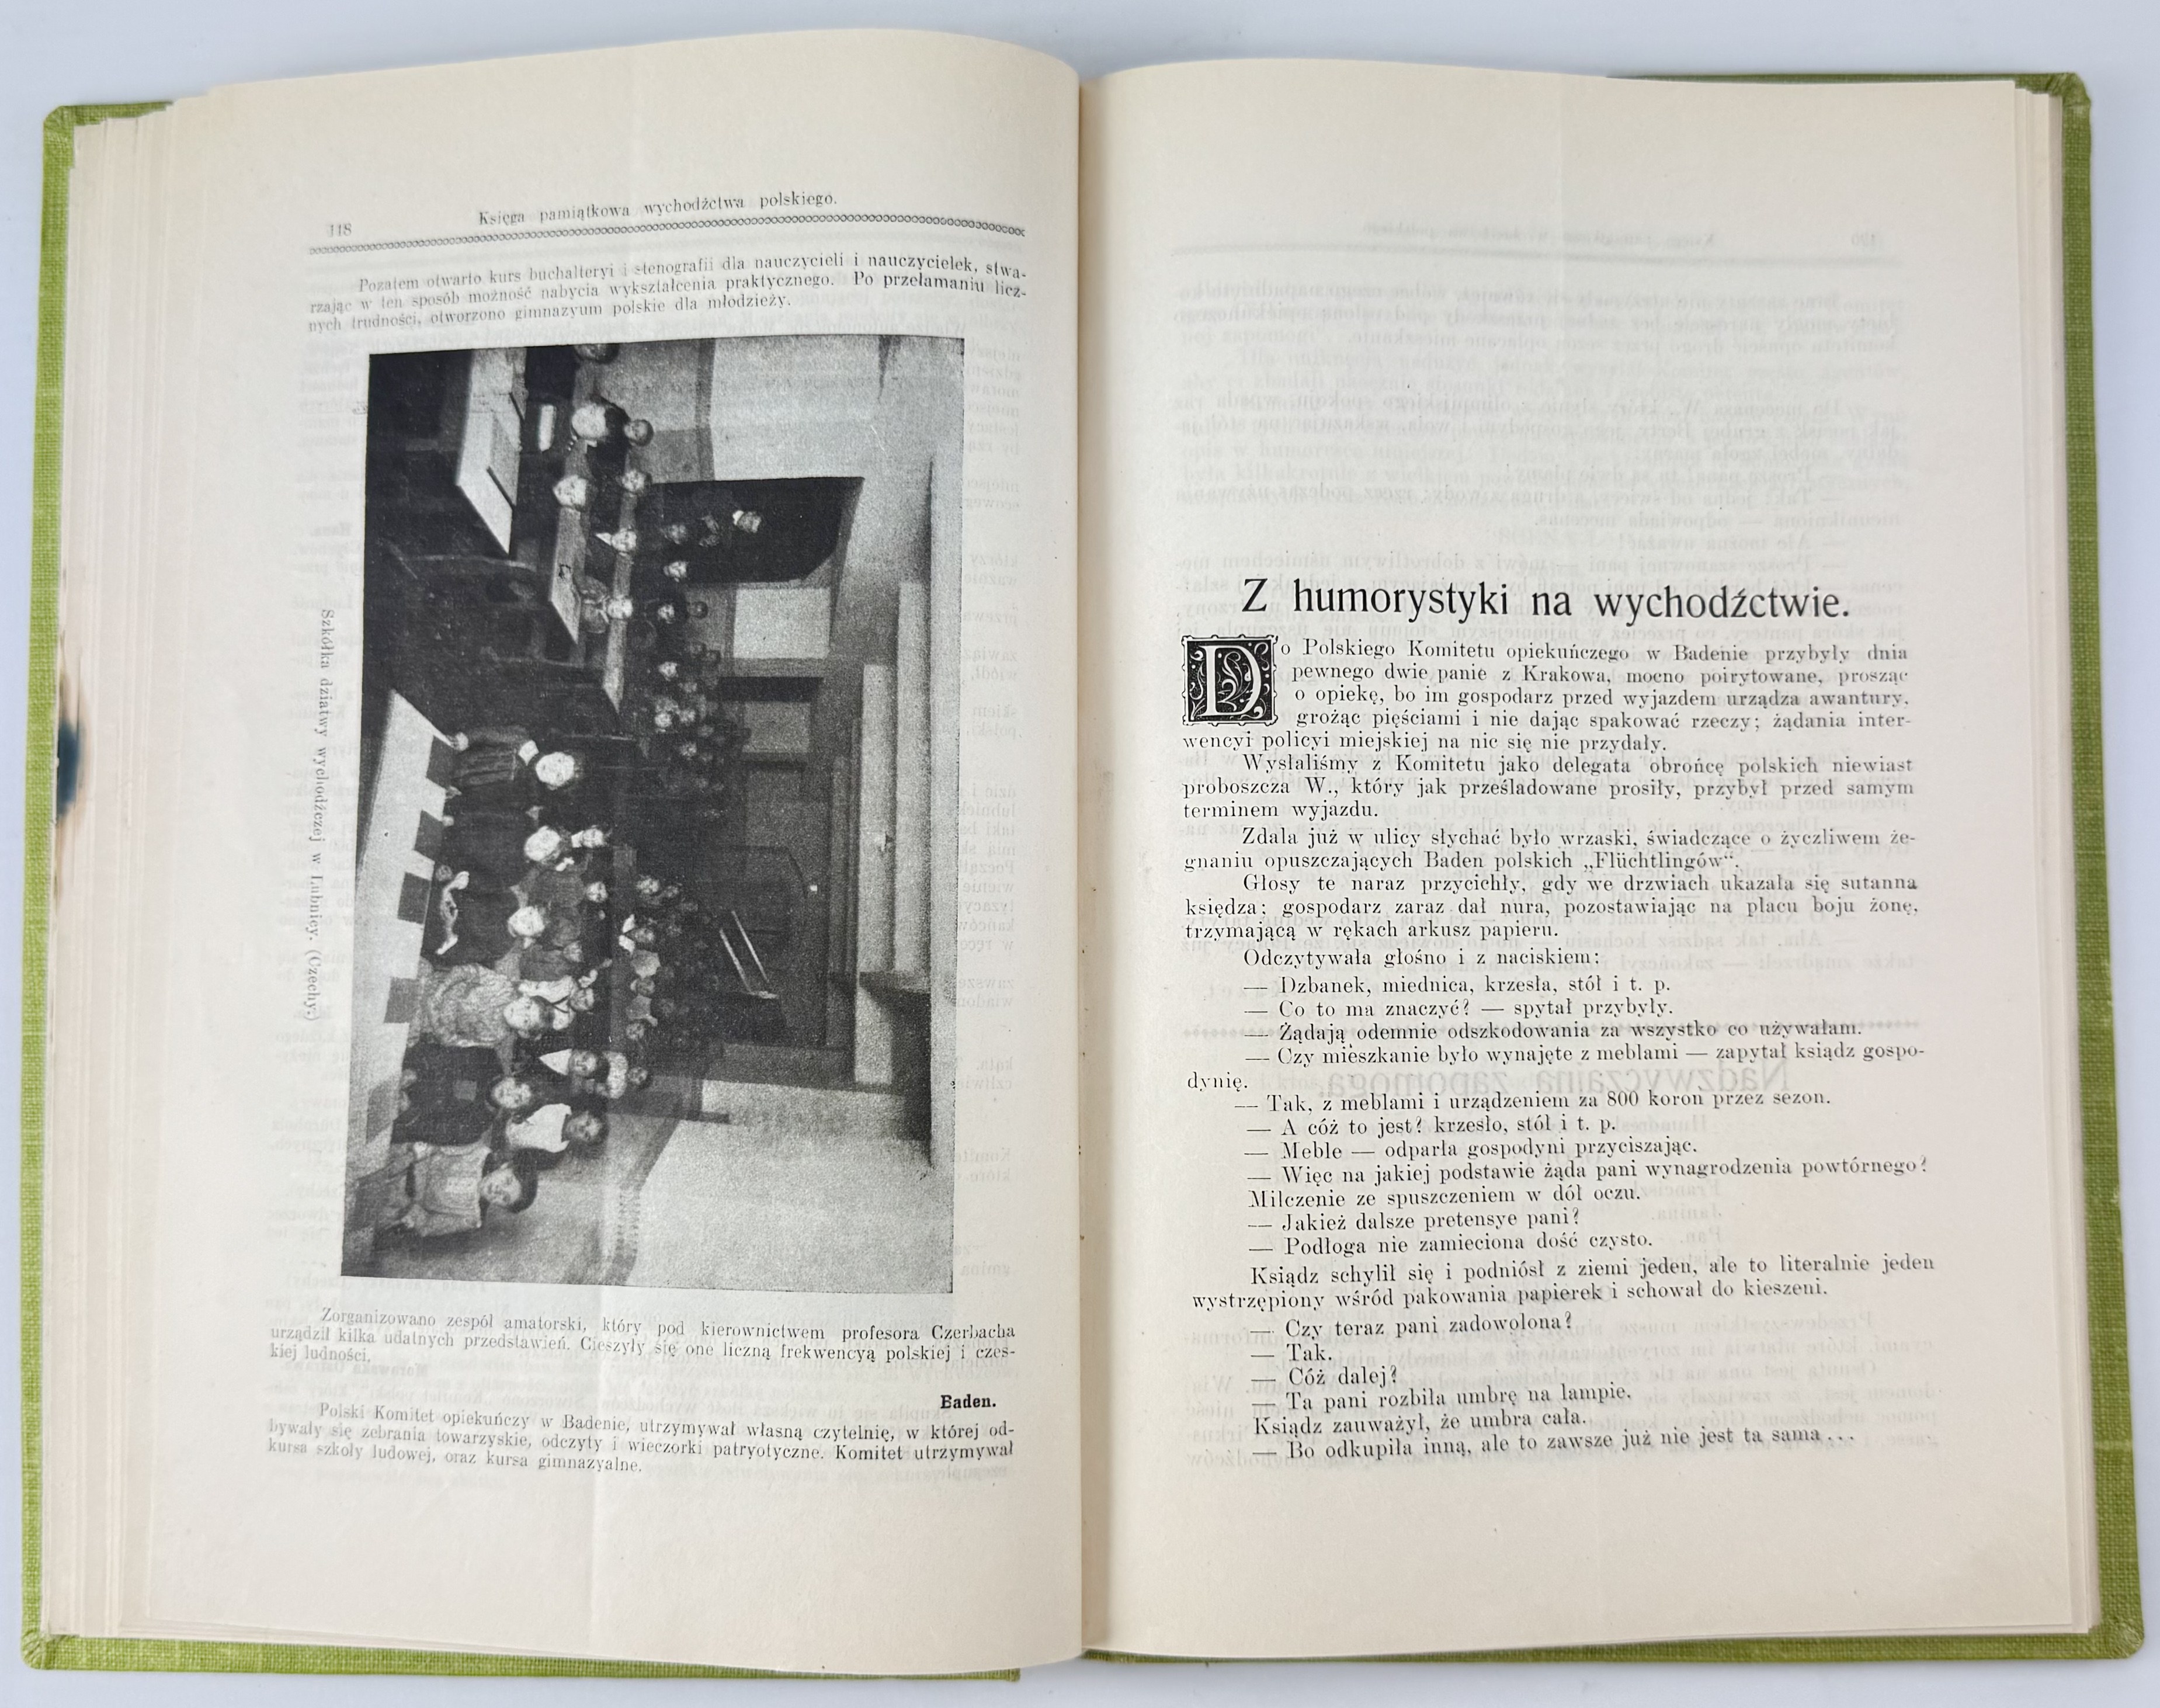 118
Księga pamiątkowa wychodźctwa polskiego.
Pozatem otwarto kurs buchalteryi i stenografii dla nauczycieli i nauczycielek, stwa-
rzając w ten sposób możność nabycia wykształcenia praktycznego. Po przełamaniu licz-
nych trudności, otworzono gimnazyum polskie dla młodzieży.
Szkółka dziatwy wychodźczej w Lubnicy. (Czechy.)
Zorganizowano zespół amatorski, który pod kierownictwem profesora Czerbacha
urządził kilka udatnych przedstawień. Cieszyły się one liczną frekwencyą polskiej i czes-
kiej ludności.
Baden.
Polski Komitet opiekuńczy w Badenie, utrzymywał własną czytelnię, w której od-
bywały się zebrania towarzyskie, odczyty i wieczorki patryotyczne. Komitet utrzymywał
kursa szkoły ludowej, oraz kursa gimnazyalne.
Z humorystyki na wychodźctwie.
Do Polskiego Komitetu opiekuńczego w Badenie przybyły dnia
pewnego dwie panie z Krakowa, mocno poirytowane, prosząc
o opiekę, bo im gospodarz przed wyjazdem urządza awantury,
grożąc pięściami i nie dając spakować rzeczy; żądania inter-
wencyi policyi miejskiej na nic się nie przydały.
Wysłaliśmy z Komitetu jako delegata obrońcę polskich niewiast
proboszcza W., który jak prześladowane prosiły, przybył przed samym
terminem wyjazdu.
Zdala już w ulicy słychać było wrzaski, świadczące o życzliwem że-
gnaniu opuszczających Baden polskich „Flüchtlingów“.
Głosy te naraz przycichły, gdy we drzwiach ukazała się sutanna
księdza; gospodarz zaraz dał nura, pozostawiając na placu boju żonę,
trzymającą w rękach arkusz papieru.
Odczytywała głośno i z naciskiem:
— Dzbanek, miednica, krzesła, stół i t. p.
— Co to ma znaczyć? — spytał przybyły.
— Żądają odemnie odszkodowania za wszystko co używałam.
— Czy mieszkanie było wynajęte z meblami — zapytał ksiądz gospo-
dynię.
— Tak, z meblami i urządzeniem za 800 koron przez sezon.
— A cóż to jest? krzesło, stół i t. p.
— Meble — odparła gospodyni przyciszając.
— Więc na jakiej podstawie żąda pani wynagrodzenia powtórnego?
Milczenie ze spuszczeniem w dół oczu.
— Jakież dalsze pretensye pani?
— Podłoga nie zamieciona dość czysto.
Ksiądz schylił się i podniósł z ziemi jeden, ale to literalnie jeden
wystrzępiony wśród pakowania papierek i schował do kieszeni.
— Czy teraz pani zadowolona?
— Tak.
— Cóż dalej?
— Ta pani rozbiła umbrę na lampie.
Ksiądz zauważył, że umbra cała.
— Bo odkupiła inną, ale to zawsze już nie jest ta sama...